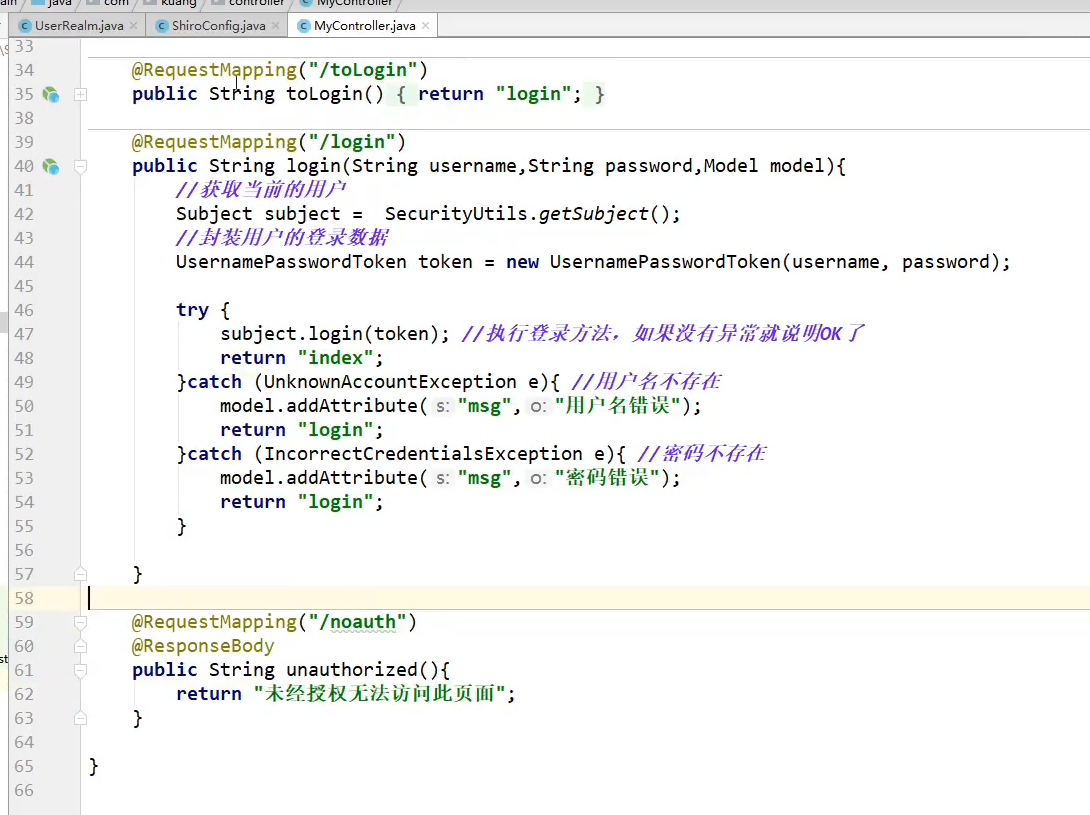 java com kuang controller MyController
UserRealm.java ShiroConfig.java MyController.java
33
34 @RequestMapping("/toLogin")
35 public String toLogin() { return "login"; }
38
39 @RequestMapping("/login")
40 public String login(String username,String password,Model model){
41 //获取当前的用户
42 Subject subject = SecurityUtils.getSubject();
43 //封装用户的登录数据
44 UsernamePasswordToken token = new UsernamePasswordToken(username, password);
45
46 try {
47 subject.login(token); //执行登录方法，如果没有异常就说明OK了
48 return "index";
49 }catch (UnknownAccountException e){ //用户名不存在
50 model.addAttribute( s: "msg", o: "用户名错误");
51 return "login";
52 }catch (IncorrectCredentialsException e){ //密码不存在
53 model.addAttribute( s: "msg", o: "密码错误");
54 return "login";
55 }
56
57 }
58
59 @RequestMapping("/noauth")
60 @ResponseBody
61 public String unauthorized(){
62 return "未经授权无法访问此页面";
63 }
64
65 }
66